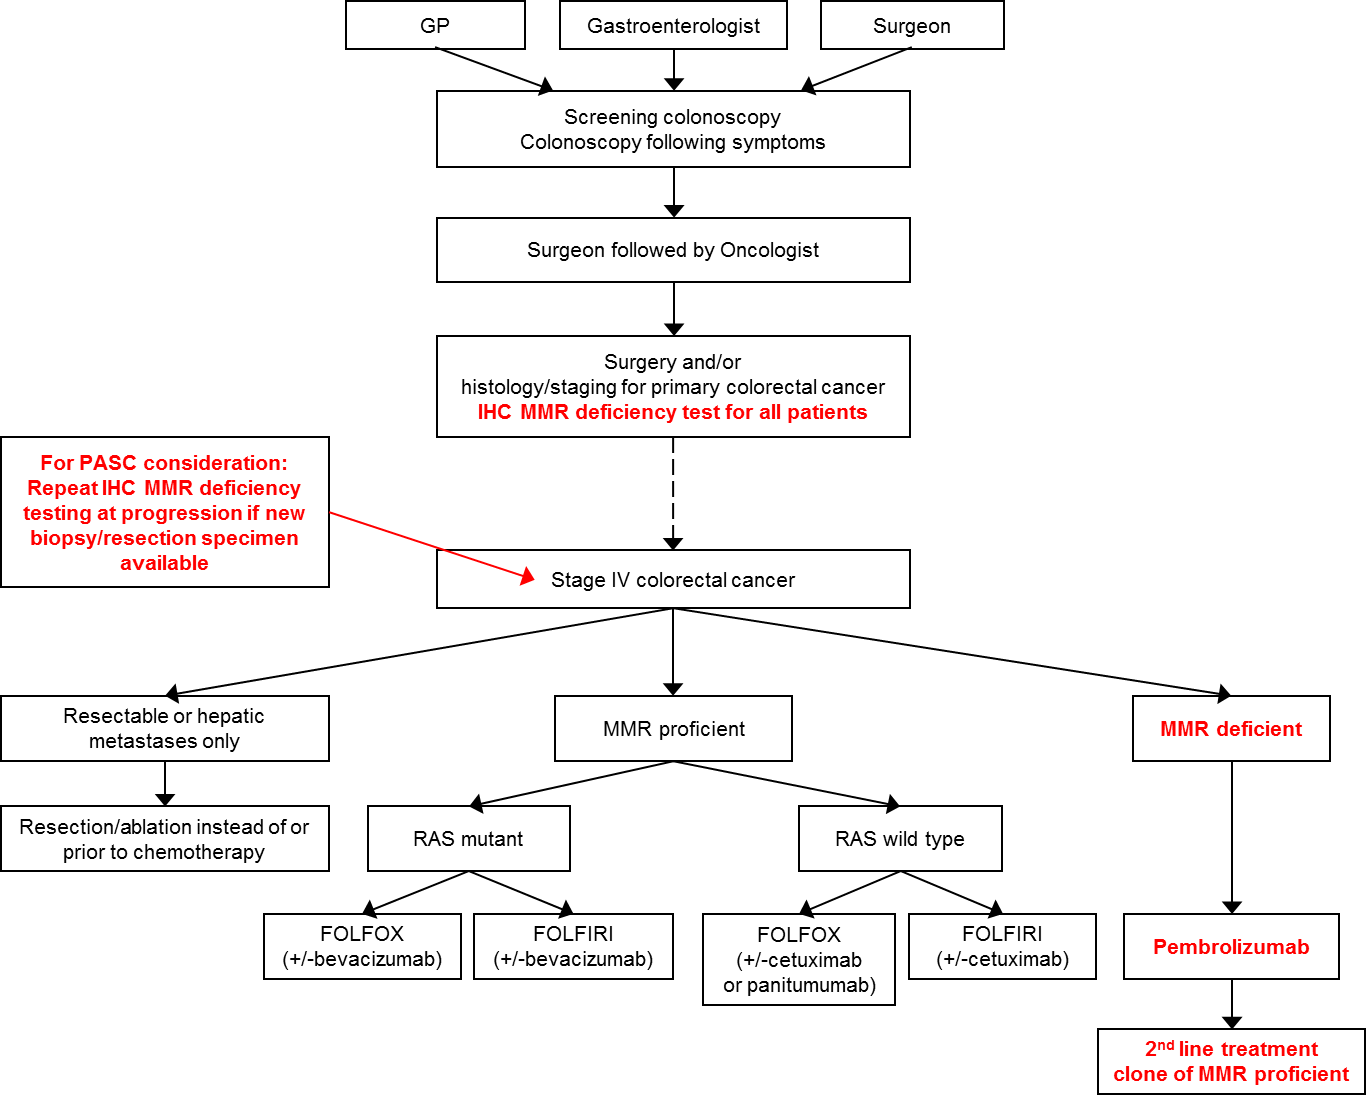 GP
Gastroenterologist
Surgeon
Screening colonoscopy
Colonoscopy following symptoms
Surgeon followed by Oncologist
Surgery and/or
histology/staging for primary colorectal cancer
IHC MMR deficiency test for all patients
For PASC consideration:
Repeat IHC MMR deficiency
testing at progression if new
biopsy/resection specimen
available
Stage IV colorectal cancer
Resectable or hepatic
metastases only
MMR proficient
MMR deficient
Resection/ablation instead of or
prior to chemotherapy
RAS mutant
RAS wild type
FOLFOX
(+/-bevacizumab)
FOLFIRI
(+/-bevacizumab)
FOLFOX
(+/-cetuximab
or panitumumab)
FOLFIRI
(+/-cetuximab)
Pembrolizumab
2nd line treatment
clone of MMR proficient